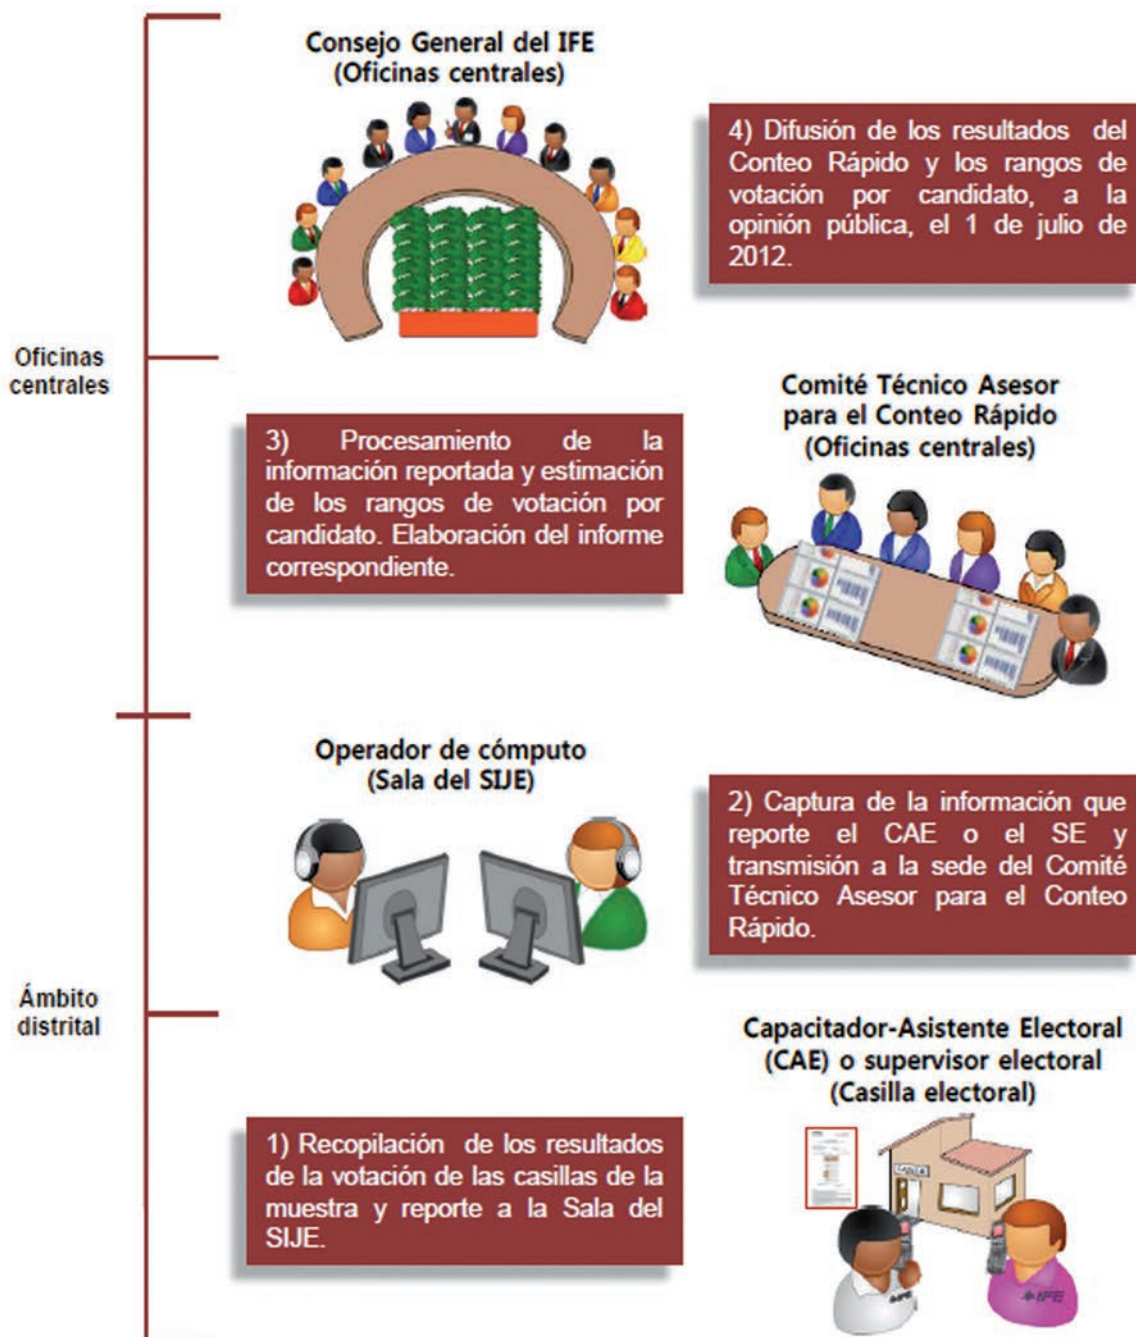 Consejo General del IFE
(Oficinas centrales)
4) Difusión de los resultados del
Conteo Rápido y los rangos de
votación por candidato, a la
opinión pública, el 1 de julio de
2012.
Oficinas
centrales
Comité Técnico Asesor
para el Conteo Rápido
(Oficinas centrales)
3) Procesamiento de la
información reportada y estimación
de los rangos de votación por
candidato. Elaboración del informe
correspondiente.
Operador de cómputo
(Sala del SIJE)
2) Captura de la información que
reporte el CAE o el SE y
transmisión a la sede del Comité
Técnico Asesor para el Conteo
Rápido.
Ámbito
distrital
Capacitador-Asistente Electoral
(CAE) o supervisor electoral
(Casilla electoral)
1) Recopilación de los resultados
de la votación de las casillas de la
muestra y reporte a la Sala del
SIJE.
IFE
IFE